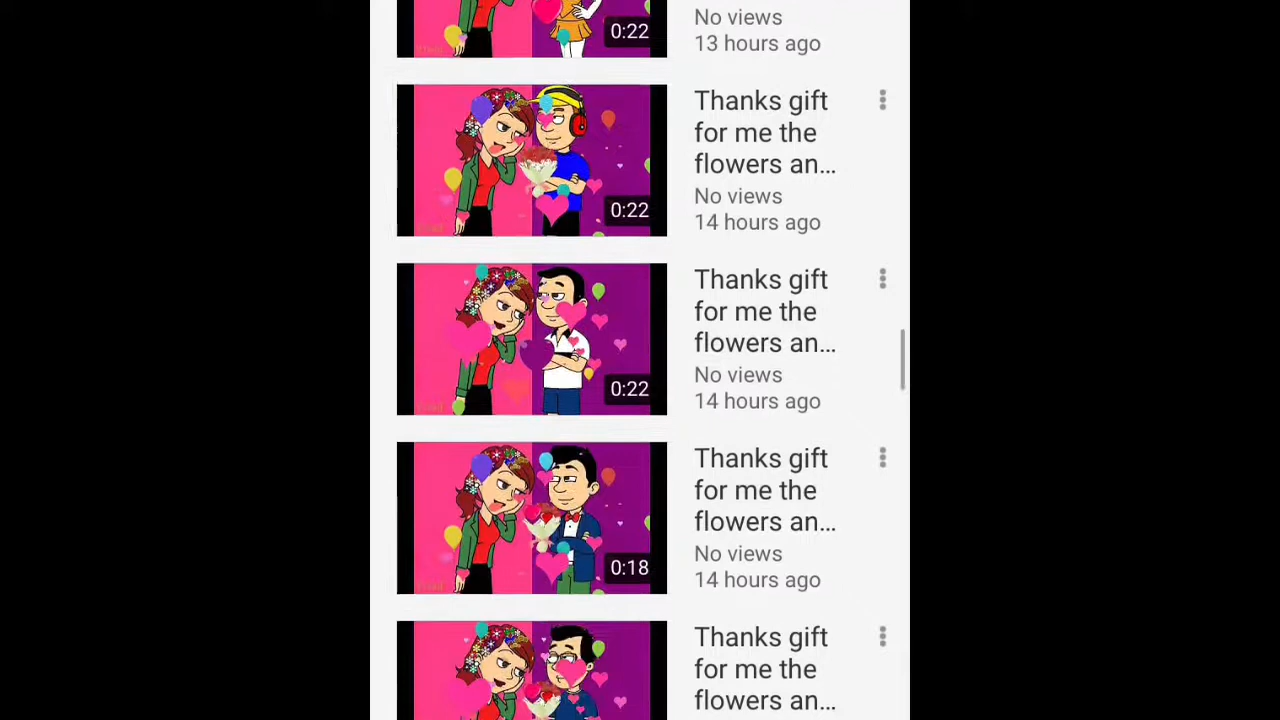 No views
0:22
13 hours ago
Thanks gift
for me the
flowers an...
No views
0:22
14 hours ago
Thanks gift
for me the
flowers an...
No views
0:22
14 hours ago
Thanks gift
for me the
flowers an...
No views
0:18
14 hours ago
Thanks gift
for me the
flowers an...